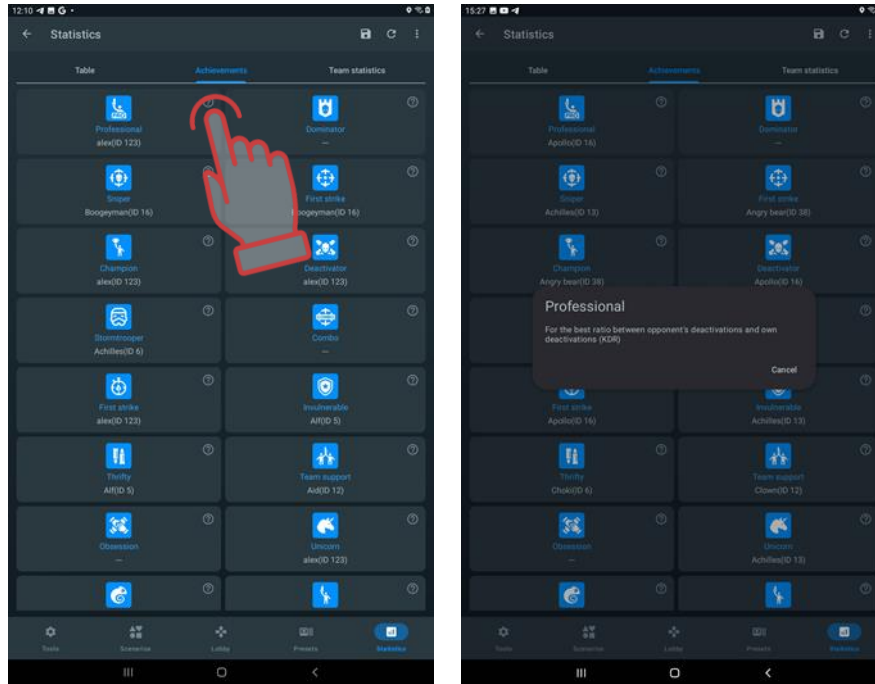 12:10
Statistics
Table Achievements Team statistics
PRO
Professional Dominator
alex(ID 123) —
Sniper First strike
Boogeyman(ID 16) Boogeyman(ID 16)
Champion Deactivator
alex(ID 123) alex(ID 123)
Stormtrooper Combo
Achilles(ID 6) —
First strike Invulnerable
alex(ID 123) Alf(ID 5)
Thrifty Team support
Alf(ID 5) Aid(ID 12)
Obsession Unicorn
— alex(ID 123)
Tools Scenarios Lobby Presets Statistics
15:27
Statistics
Table Achievements Team statistics
PRO
Professional Dominator
Apollo(ID 16) —
Sniper First strike
Achilles(ID 13) Angry bear(ID 38)
Champion Deactivator
Angry bear(ID 38) Apollo(ID 16)
Professional
For the best ratio between opponent's deactivations and own
deactivations (KDR)
Cancel
First strike Invulnerable
Apollo(ID 16) Achilles(ID 13)
Thrifty Team support
Chokii(ID 6) Clown(ID 12)
Obsession Unicorn
— Achilles(ID 13)
Tools Scenarios Lobby Presets Statistics